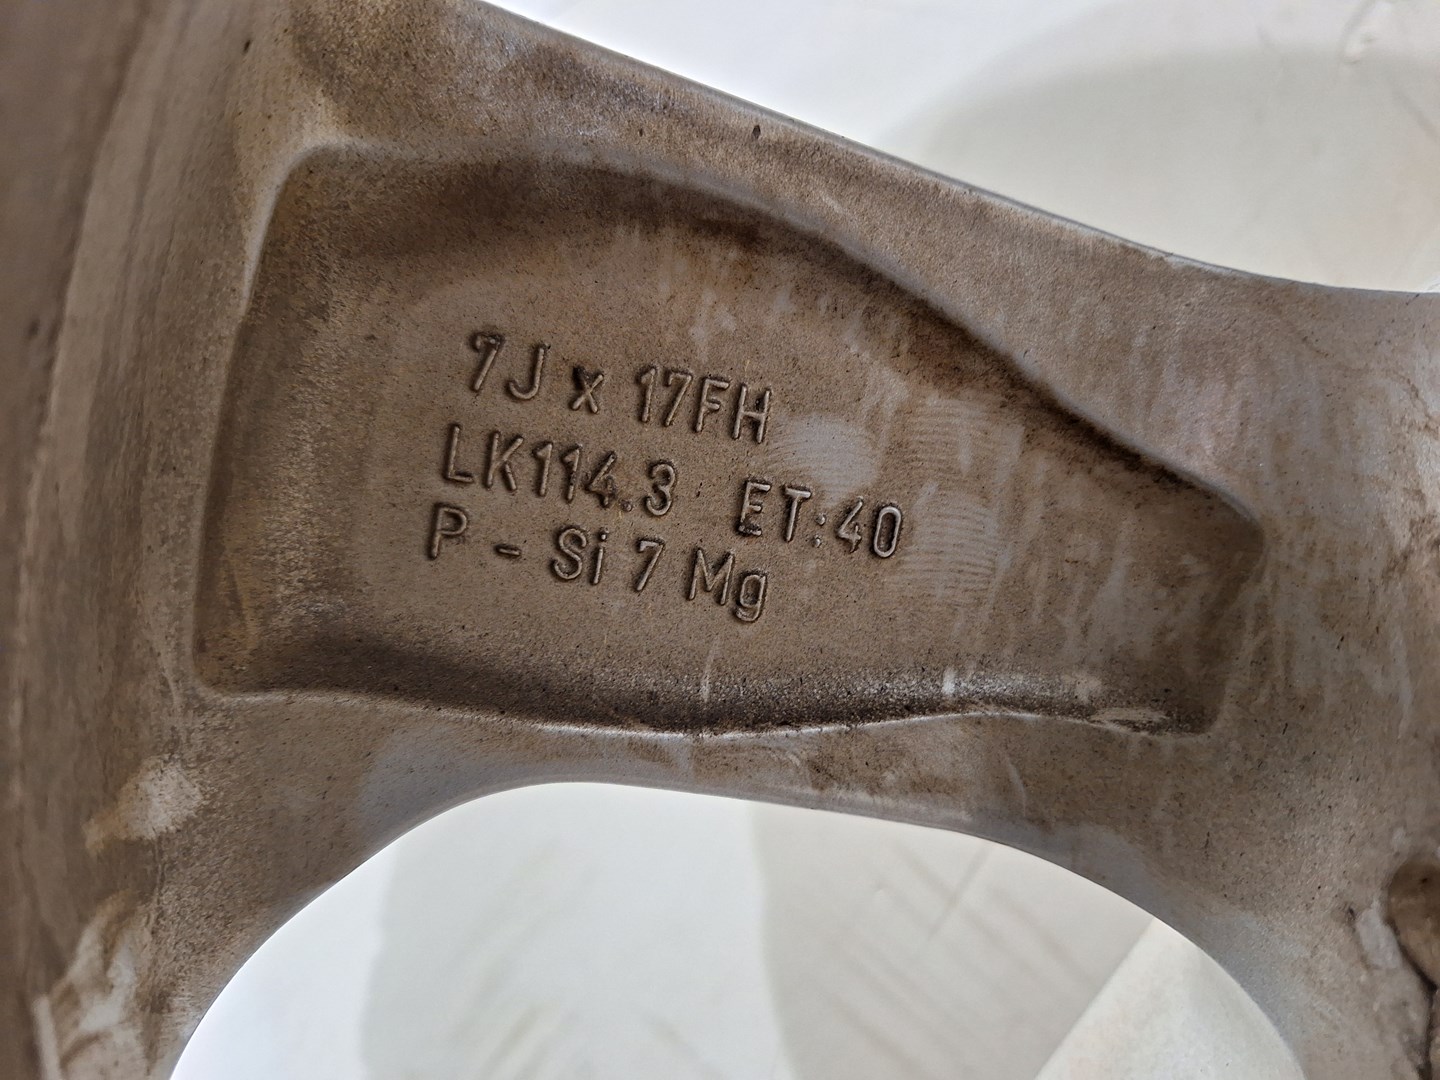 7J x 17FH
LK114.3 ET:40
P - Si 7 Mg